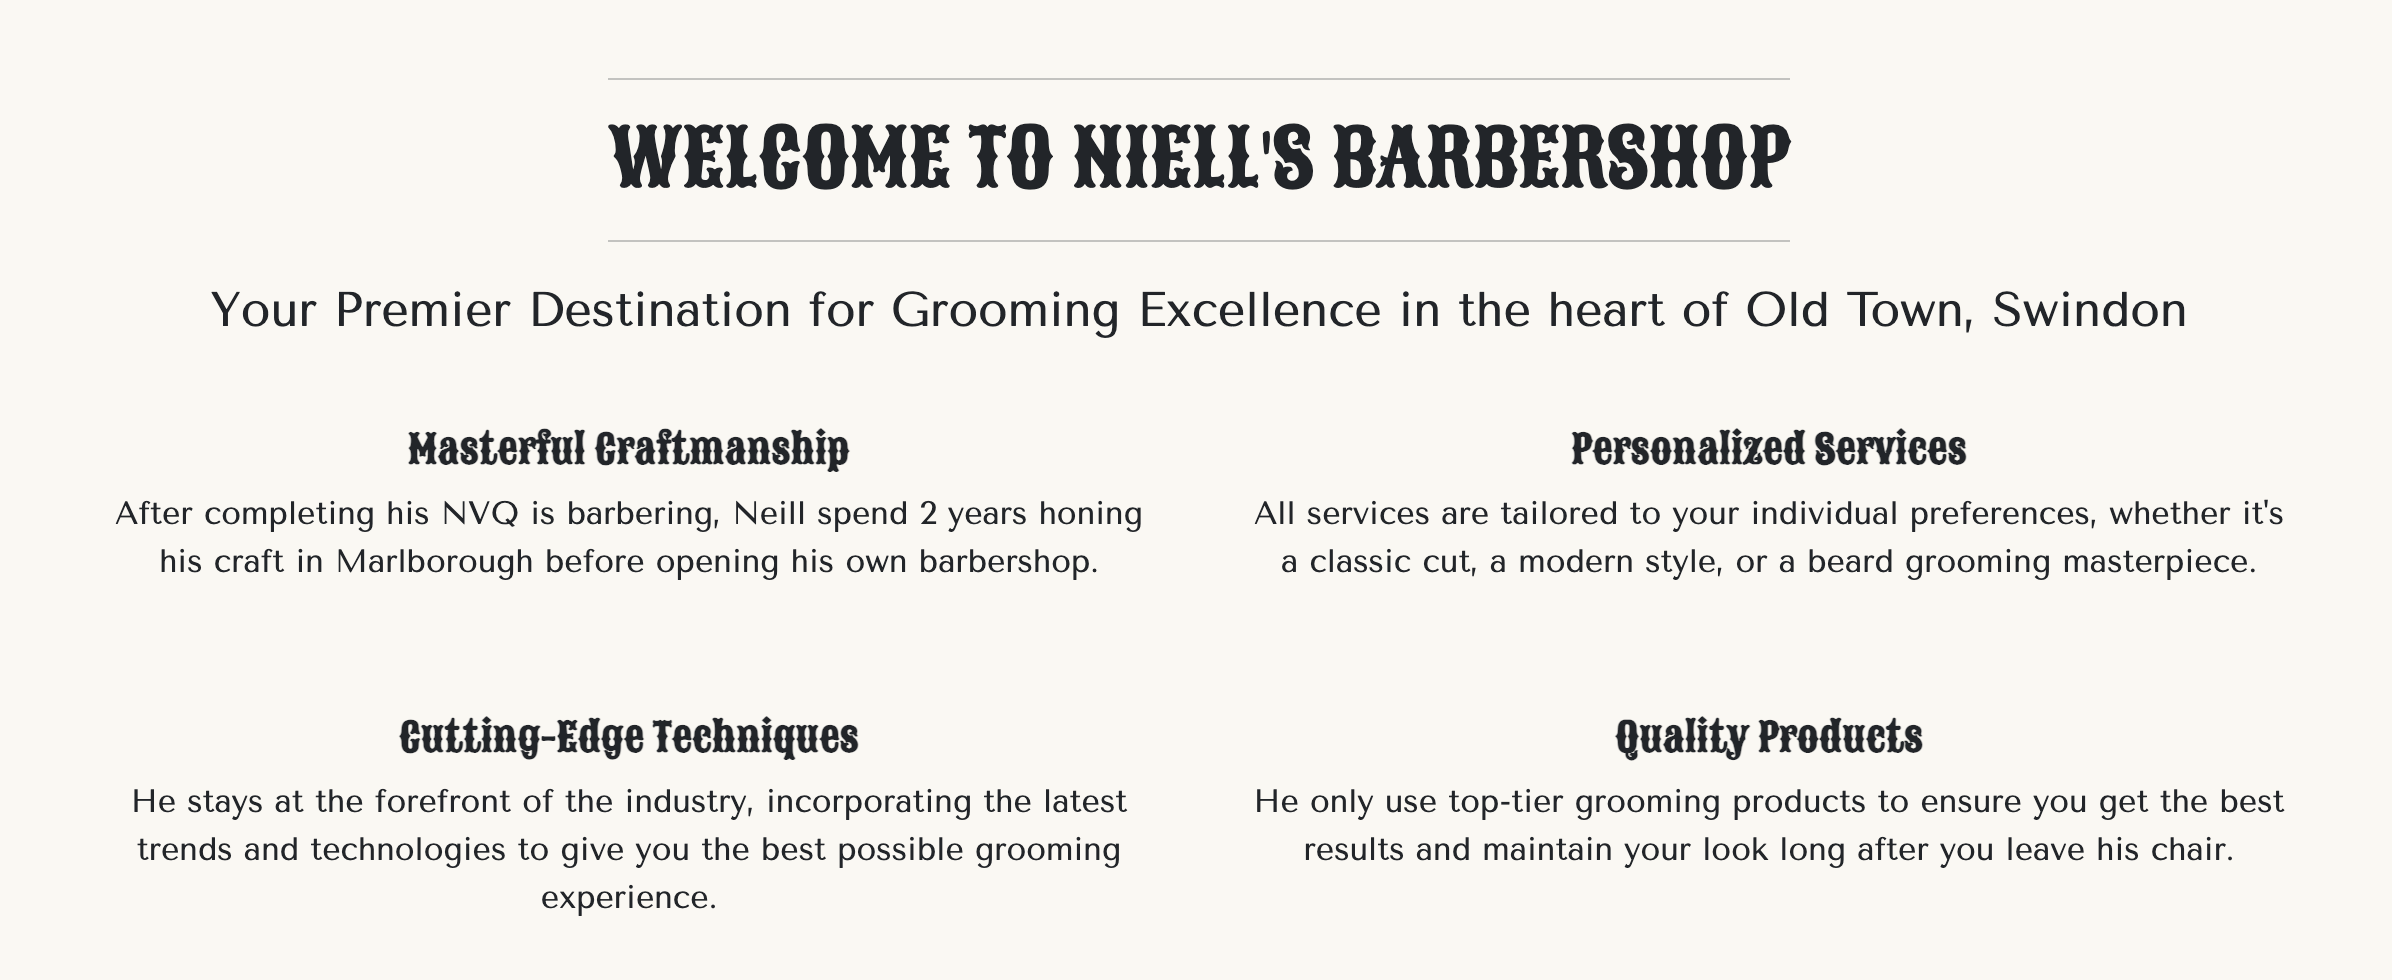 WELCOME TO NIELL'S BARBERSHOP
Your Premier Destination for Grooming Excellence in the heart of Old Town, Swindon
Masterful Craftmanship
After completing his NVQ is barbering, Neill spend 2 years honing
his craft in Marlborough before opening his own barbershop.
Personalized Services
All services are tailored to your individual preferences, whether it's
a classic cut, a modern style, or a beard grooming masterpiece.
Cutting-Edge Techniques
He stays at the forefront of the industry, incorporating the latest
trends and technologies to give you the best possible grooming
experience.
Quality Products
He only use top-tier grooming products to ensure you get the best
results and maintain your look long after you leave his chair.